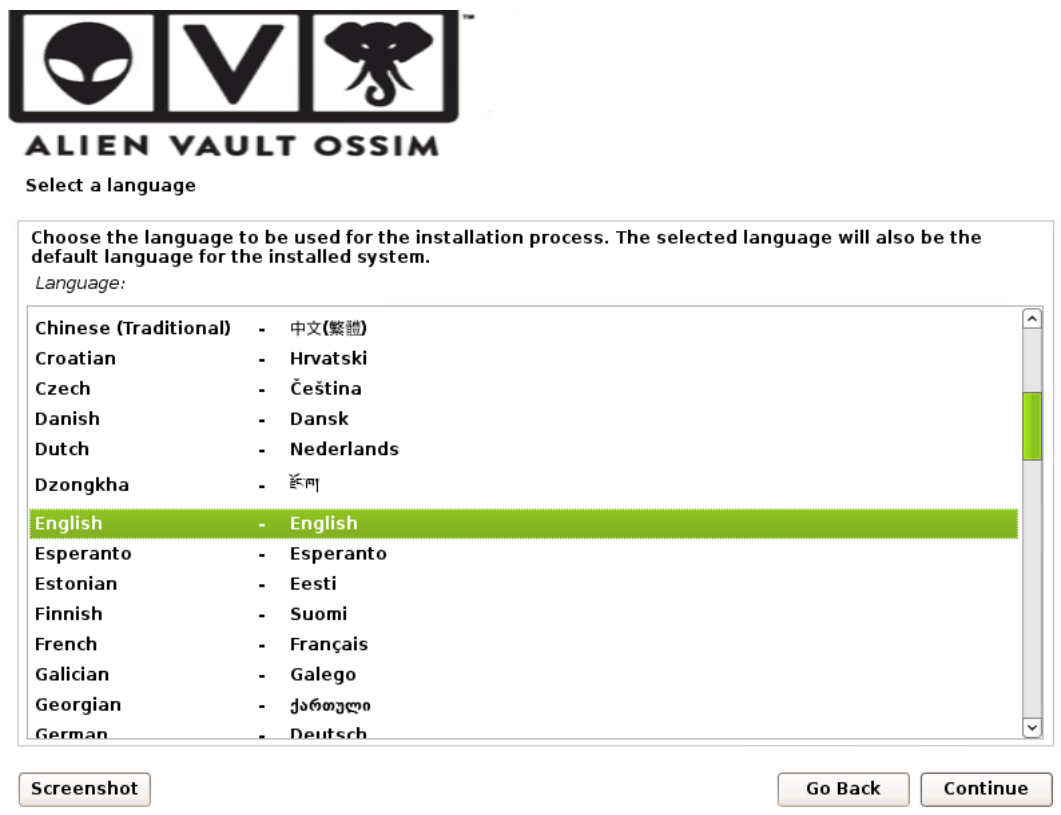 V
™
ALIEN VAULT OSSIM
Select a language
Choose the language to be used for the installation process. The selected language will also be the
default language for the installed system.
Language:
Chinese (Traditional) - 中文(繁體)
Croatian - Hrvatski
Czech - Čeština
Danish - Dansk
Dutch - Nederlands
Dzongkha - རྫོང་ཁ།
English - English
Esperanto - Esperanto
Estonian - Eesti
Finnish - Suomi
French - Français
Galician - Galego
Georgian - ქართული
German - Deutsch
Screenshot Go Back Continue